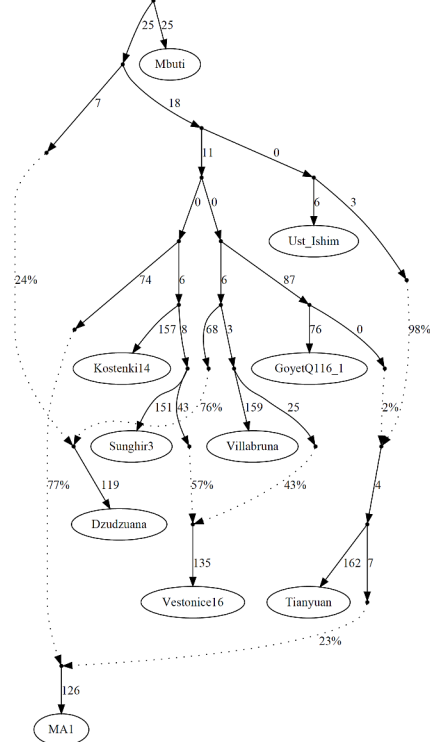 25 25
Mbuti
7 18
11 0
0 0 6 3
Ust_Ishim
74 6 6 87
24% 98%
157 8 68 3 76 0
Kostenki14 GoyetQ116_1
151 43 76% 159 25 2%
Sunghir3 Villabruna
77% 119 57% 43% 4
Dzudzuana
135 162 7
Vestonice16 Tianyuan
23%
126
MA1